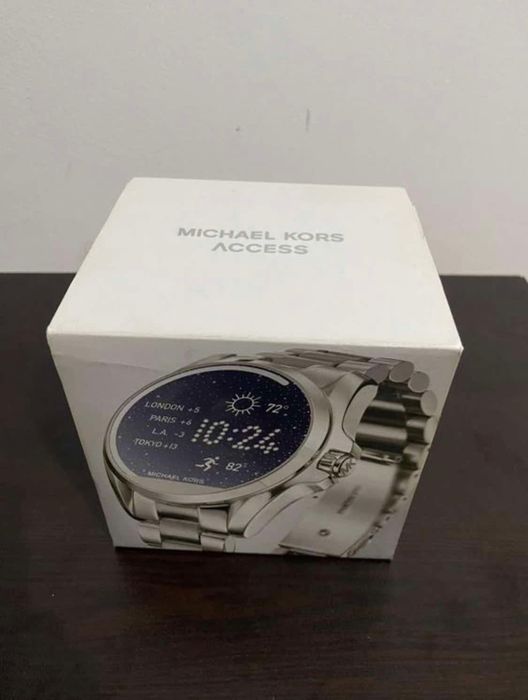 MICHAEL KORS
ACCESS
LONDON +5
72°
PARIS +6
L.A. -3
10:24
TOKYO +13
82°
MICHAEL KORS